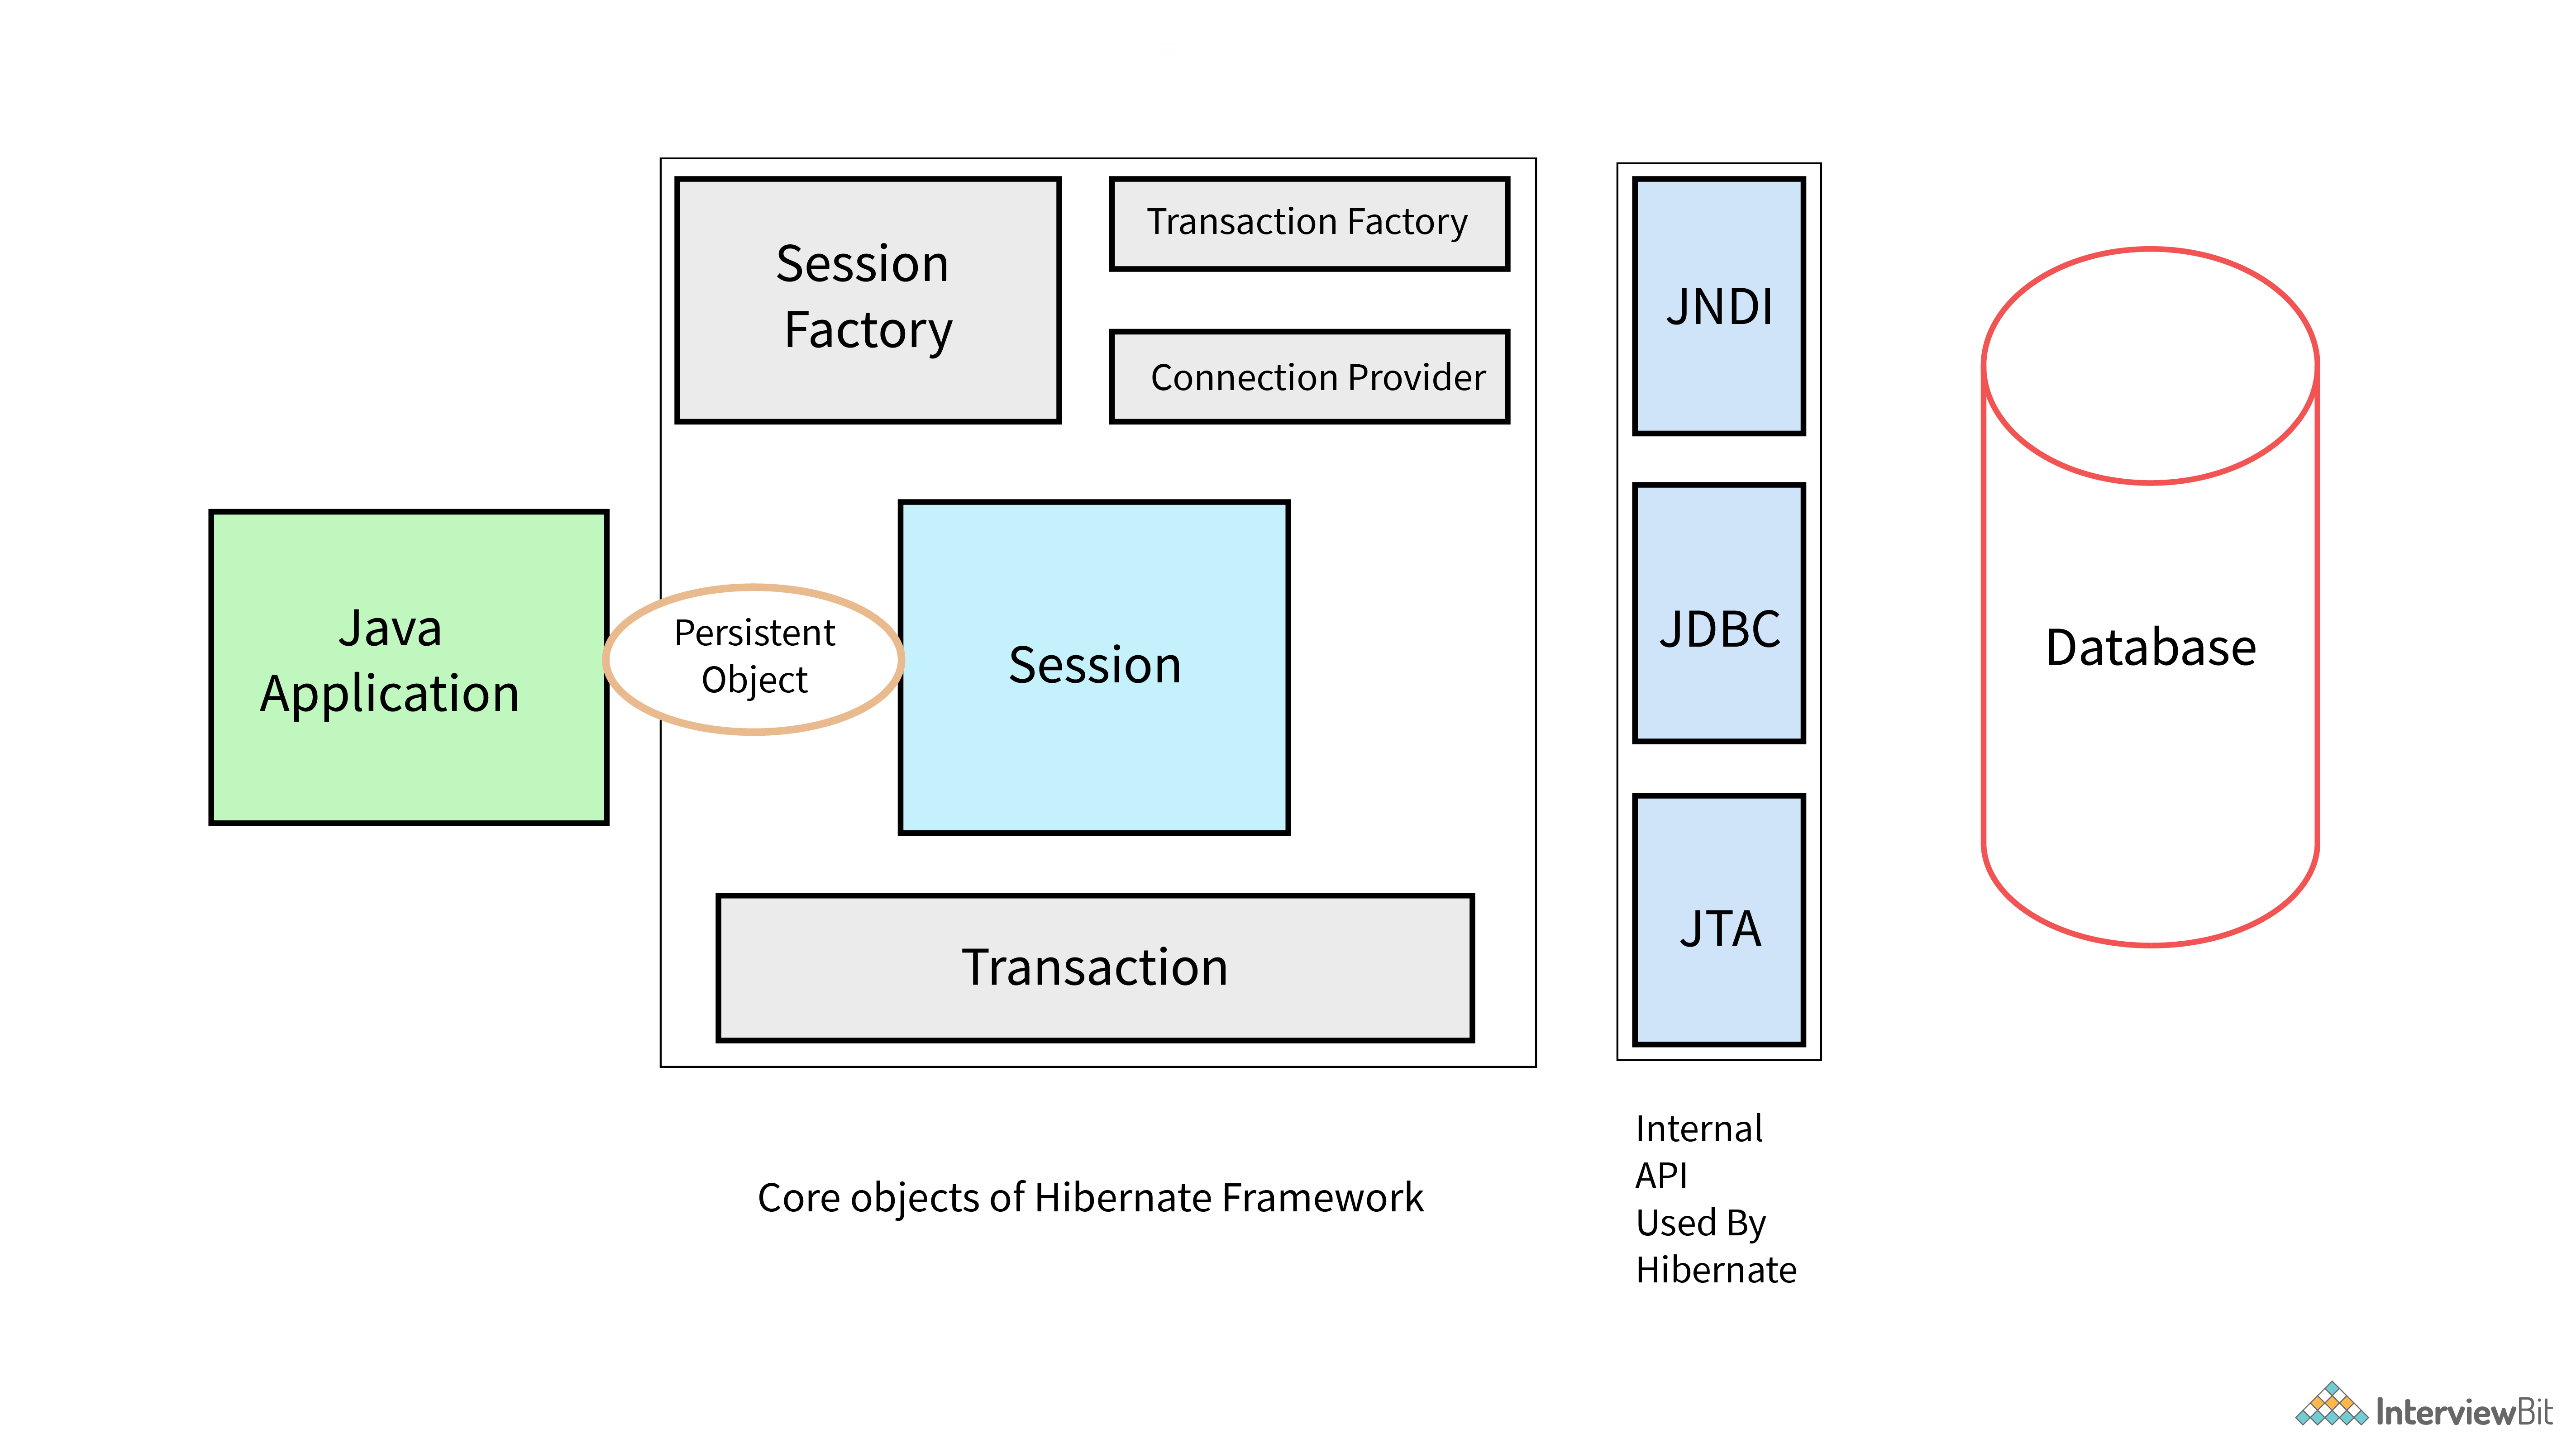 Session
Factory
Transaction Factory
Connection Provider
Java
Application
Persistent
Object
Session
Transaction
JNDI
JDBC
JTA
Database
Core objects of Hibernate Framework
Internal
API
Used By
Hibernate
InterviewBit